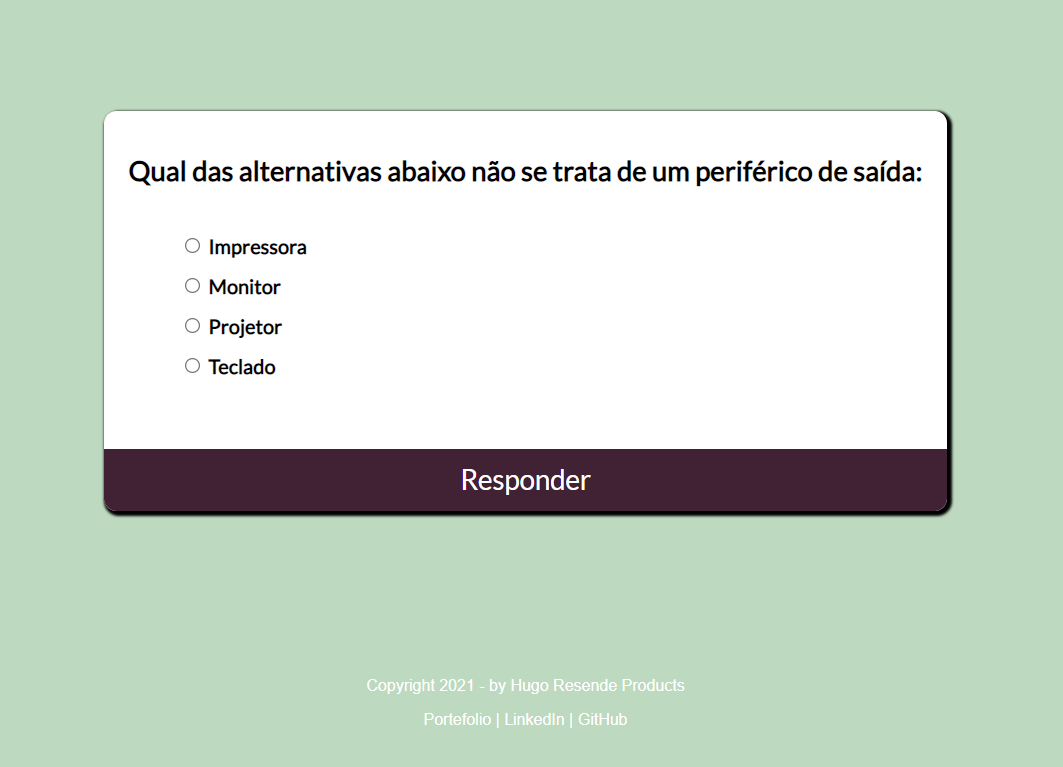 Qual das alternativas abaixo não se trata de um periférico de saída:
Impressora
Monitor
Projetor
Teclado
Responder
Copyright 2021 - by Hugo Resende Products
Portefolio | LinkedIn | GitHub